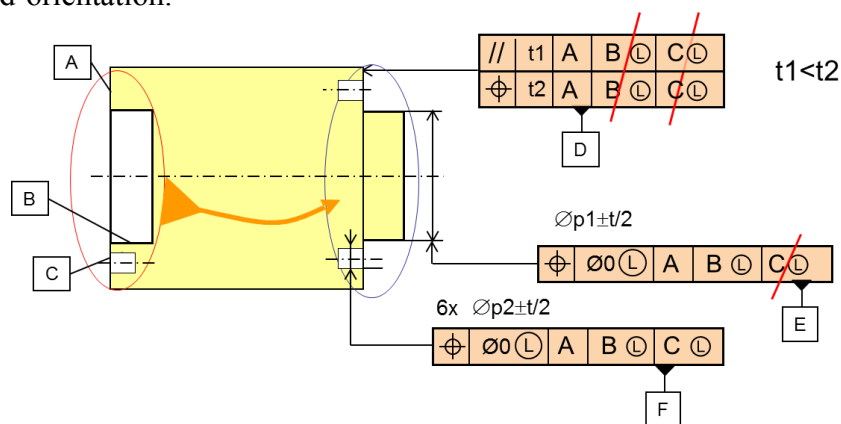 d orientation.
A
// t1 A B Ⓛ C Ⓛ
⌖ t2 A B Ⓛ C Ⓛ
t1<t2
D
B
∅p1±t/2
C
⌖ ∅0 Ⓛ A B Ⓛ C Ⓛ
E
6x ∅p2±t/2
⌖ ∅0 Ⓛ A B Ⓛ C Ⓛ
F